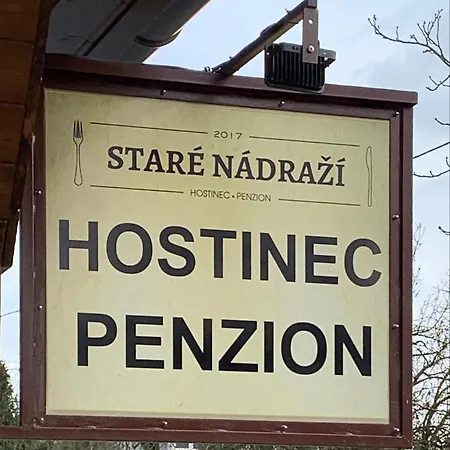 2017
STARÉ NÁDRAŽÍ
HOSTINEC • PENZION
HOSTINEC
PENZION